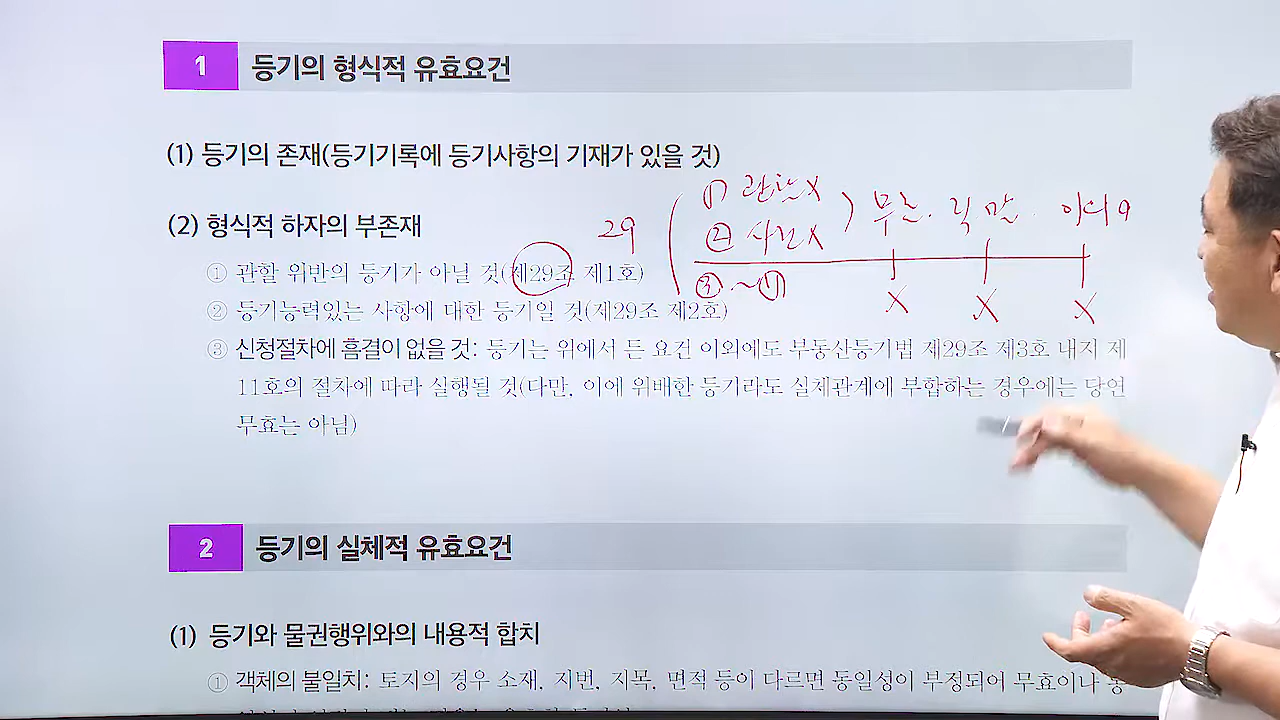 1 등기의 형식적 유효요건
(1) 등기의 존재(등기기록에 등기사항의 기재가 있을 것)
(2) 형식적 하자의 부존재
29 ① 관할X
② 사건X
무효. 직말. 이의O
③~⑪ X X X
① 관할 위반의 등기가 아닐 것(제29조 제1호)
② 등기능력있는 사항에 대한 등기일 것(제29조 제2호)
③ 신청절차에 흠결이 없을 것: 등기는 위에서 든 요건 이외에도 부동산등기법 제29조 제3호 내지 제
11호의 절차에 따라 실행될 것(다만, 이에 위배한 등기라도 실체관계에 부합하는 경우에는 당연
무효는 아님)
2 등기의 실체적 유효요건
(1) 등기와 물권행위와의 내용적 합치
① 객체의 불일치: 토지의 경우 소재, 지번, 지목, 면적 등이 다르면 동일성이 부정되어 무효이나